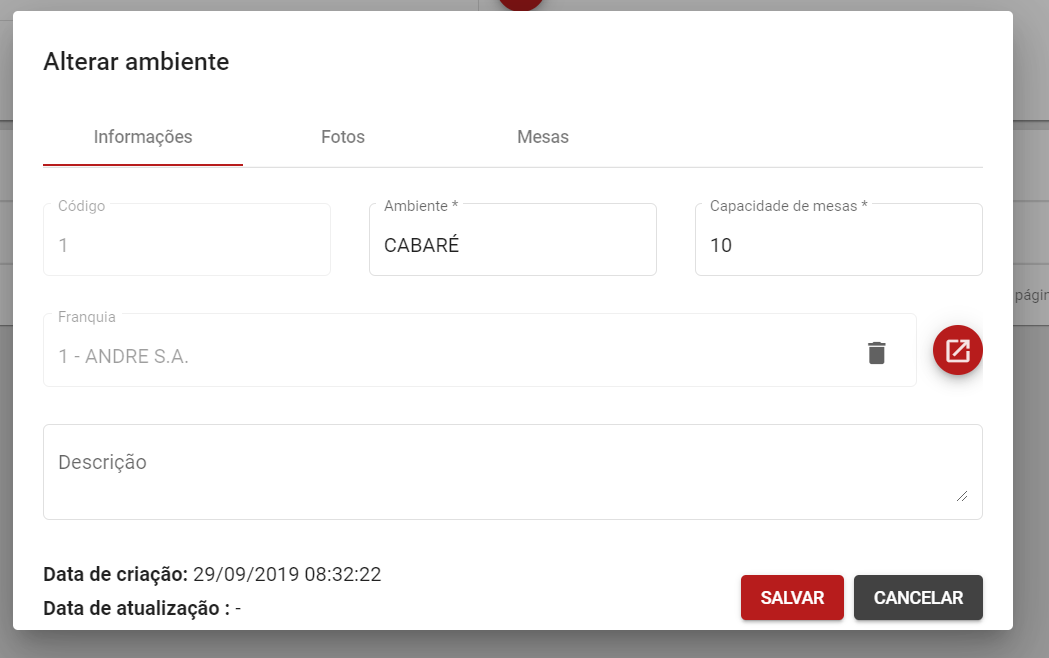 Alterar ambiente
Informações Fotos Mesas
Código Ambiente * Capacidade de mesas *
1 CABARÉ 10
Franquia
1 - ANDRE S.A.
Descrição
Data de criação: 29/09/2019 08:32:22
Data de atualização : -
SALVAR CANCELAR